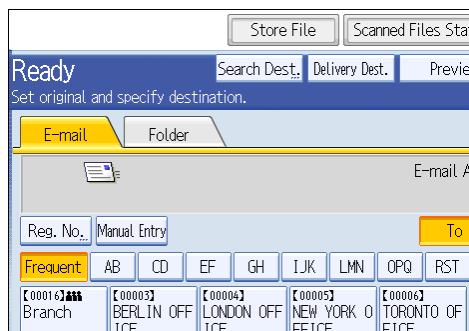 Store File Scanned Files Sta
Ready Search Dest. Delivery Dest. Previe
Set original and specify destination.
E-mail Folder
E-mail A
Reg. No. Manual Entry To
Frequent AB CD EF GH IJK LMN OPQ RST
[00016] [00003] [00004] [00005] [00006]
Branch BERLIN OFF LONDON OFF NEW YORK O TORONTO OF
ICE ICE FFICE FICE